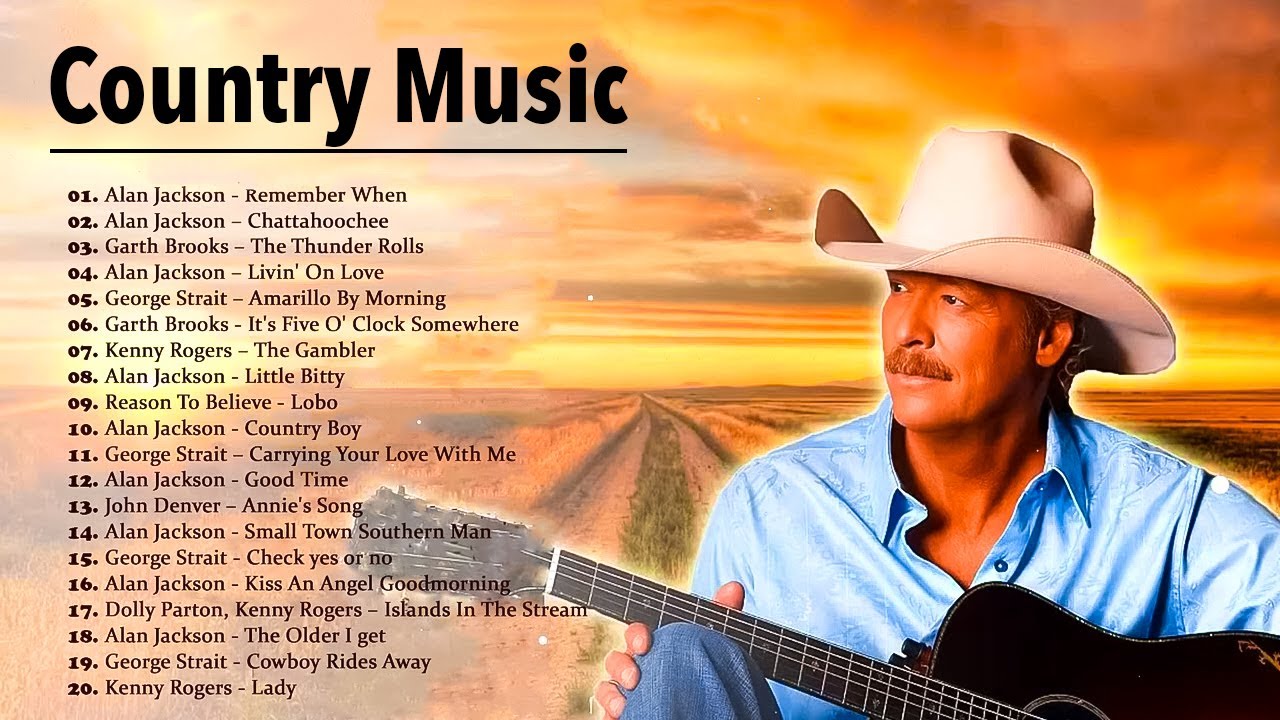 Country Music
01. Alan Jackson - Remember When
02. Alan Jackson – Chattahoochee
03. Garth Brooks – The Thunder Rolls
04. Alan Jackson – Livin' On Love
05. George Strait – Amarillo By Morning
06. Garth Brooks - It's Five O' Clock Somewhere
07. Kenny Rogers – The Gambler
08. Alan Jackson - Little Bitty
09. Reason To Believe - Lobo
10. Alan Jackson - Country Boy
11. George Strait – Carrying Your Love With Me
12. Alan Jackson - Good Time
13. John Denver – Annie's Song
14. Alan Jackson - Small Town Southern Man
15. George Strait - Check yes or no
16. Alan Jackson - Kiss An Angel Goodmorning
17. Dolly Parton, Kenny Rogers – Islands In The Stream
18. Alan Jackson - The Older I get
19. George Strait - Cowboy Rides Away
20. Kenny Rogers - Lady